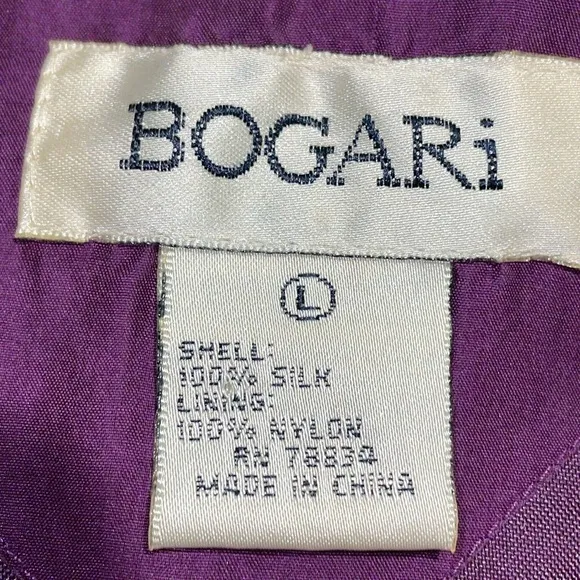 BOGARi
L
SHELL:
100% SILK
LINING:
100% NYLON
RN 78834
MADE IN CHINA